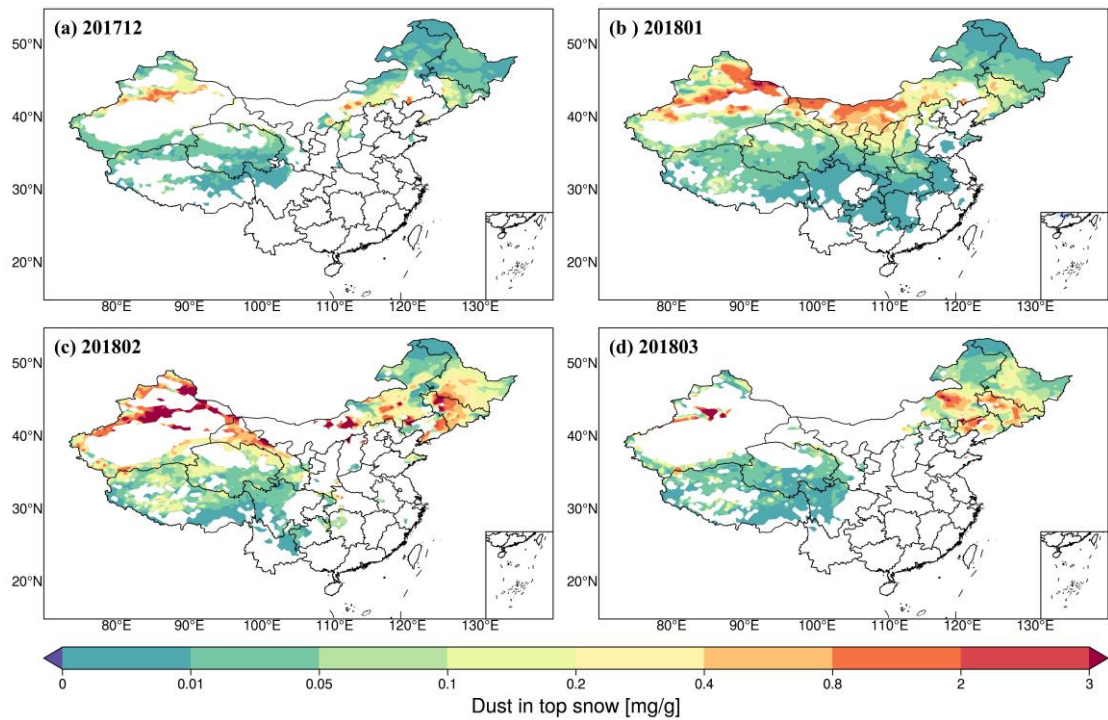 (a) 201712
(b ) 201801
50°N 50°N
40°N 40°N
30°N 30°N
20°N 20°N
80°E 90°E 100°E 110°E 120°E 130°E 80°E 90°E 100°E 110°E 120°E 130°E
(c) 201802
(d) 201803
50°N 50°N
40°N 40°N
30°N 30°N
20°N 20°N
80°E 90°E 100°E 110°E 120°E 130°E 80°E 90°E 100°E 110°E 120°E 130°E
0 0.01 0.05 0.1 0.2 0.4 0.8 2 3
Dust in top snow [mg/g]